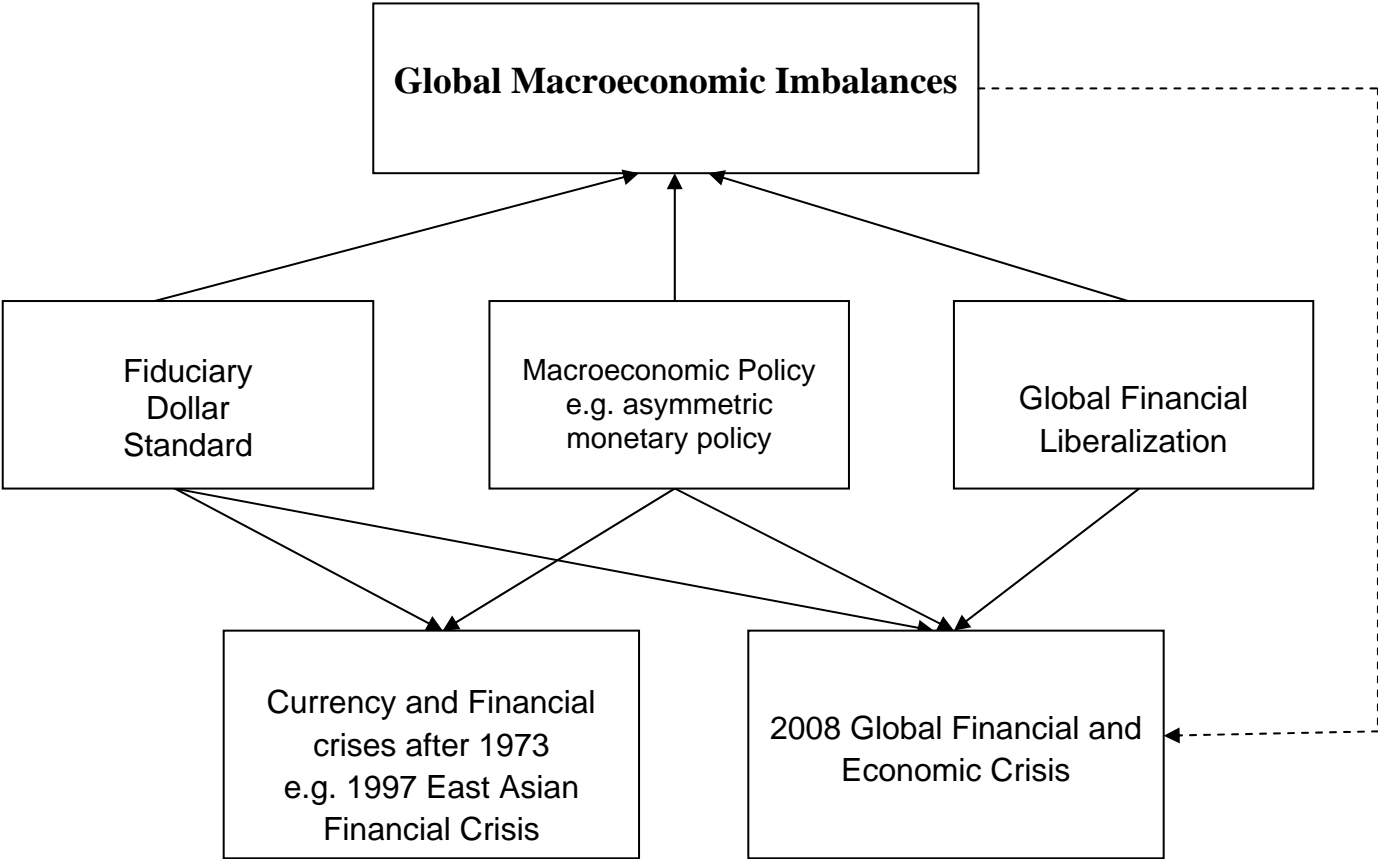 Global Macroeconomic Imbalances
Fiduciary
Dollar
Standard
Macroeconomic Policy
e.g. asymmetric
monetary policy
Global Financial
Liberalization
Currency and Financial
crises after 1973
e.g. 1997 East Asian
Financial Crisis
2008 Global Financial and
Economic Crisis